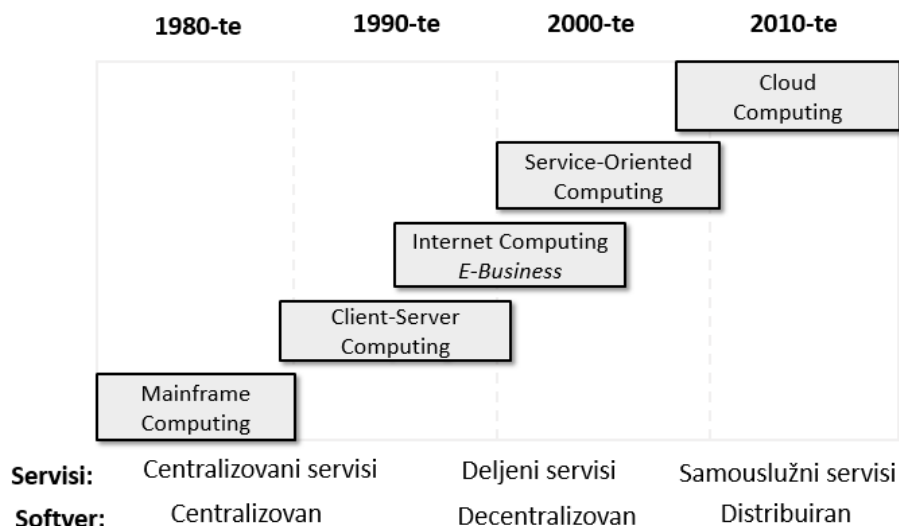 1980-te 1990-te 2000-te 2010-te
Cloud
Computing
Service-Oriented
Computing
Internet Computing
E-Business
Client-Server
Computing
Mainframe
Computing
Servisi: Centralizovani servisi Deljeni servisi Samouslužni servisi
Softver: Centralizovan Decentralizovan Distribuiran